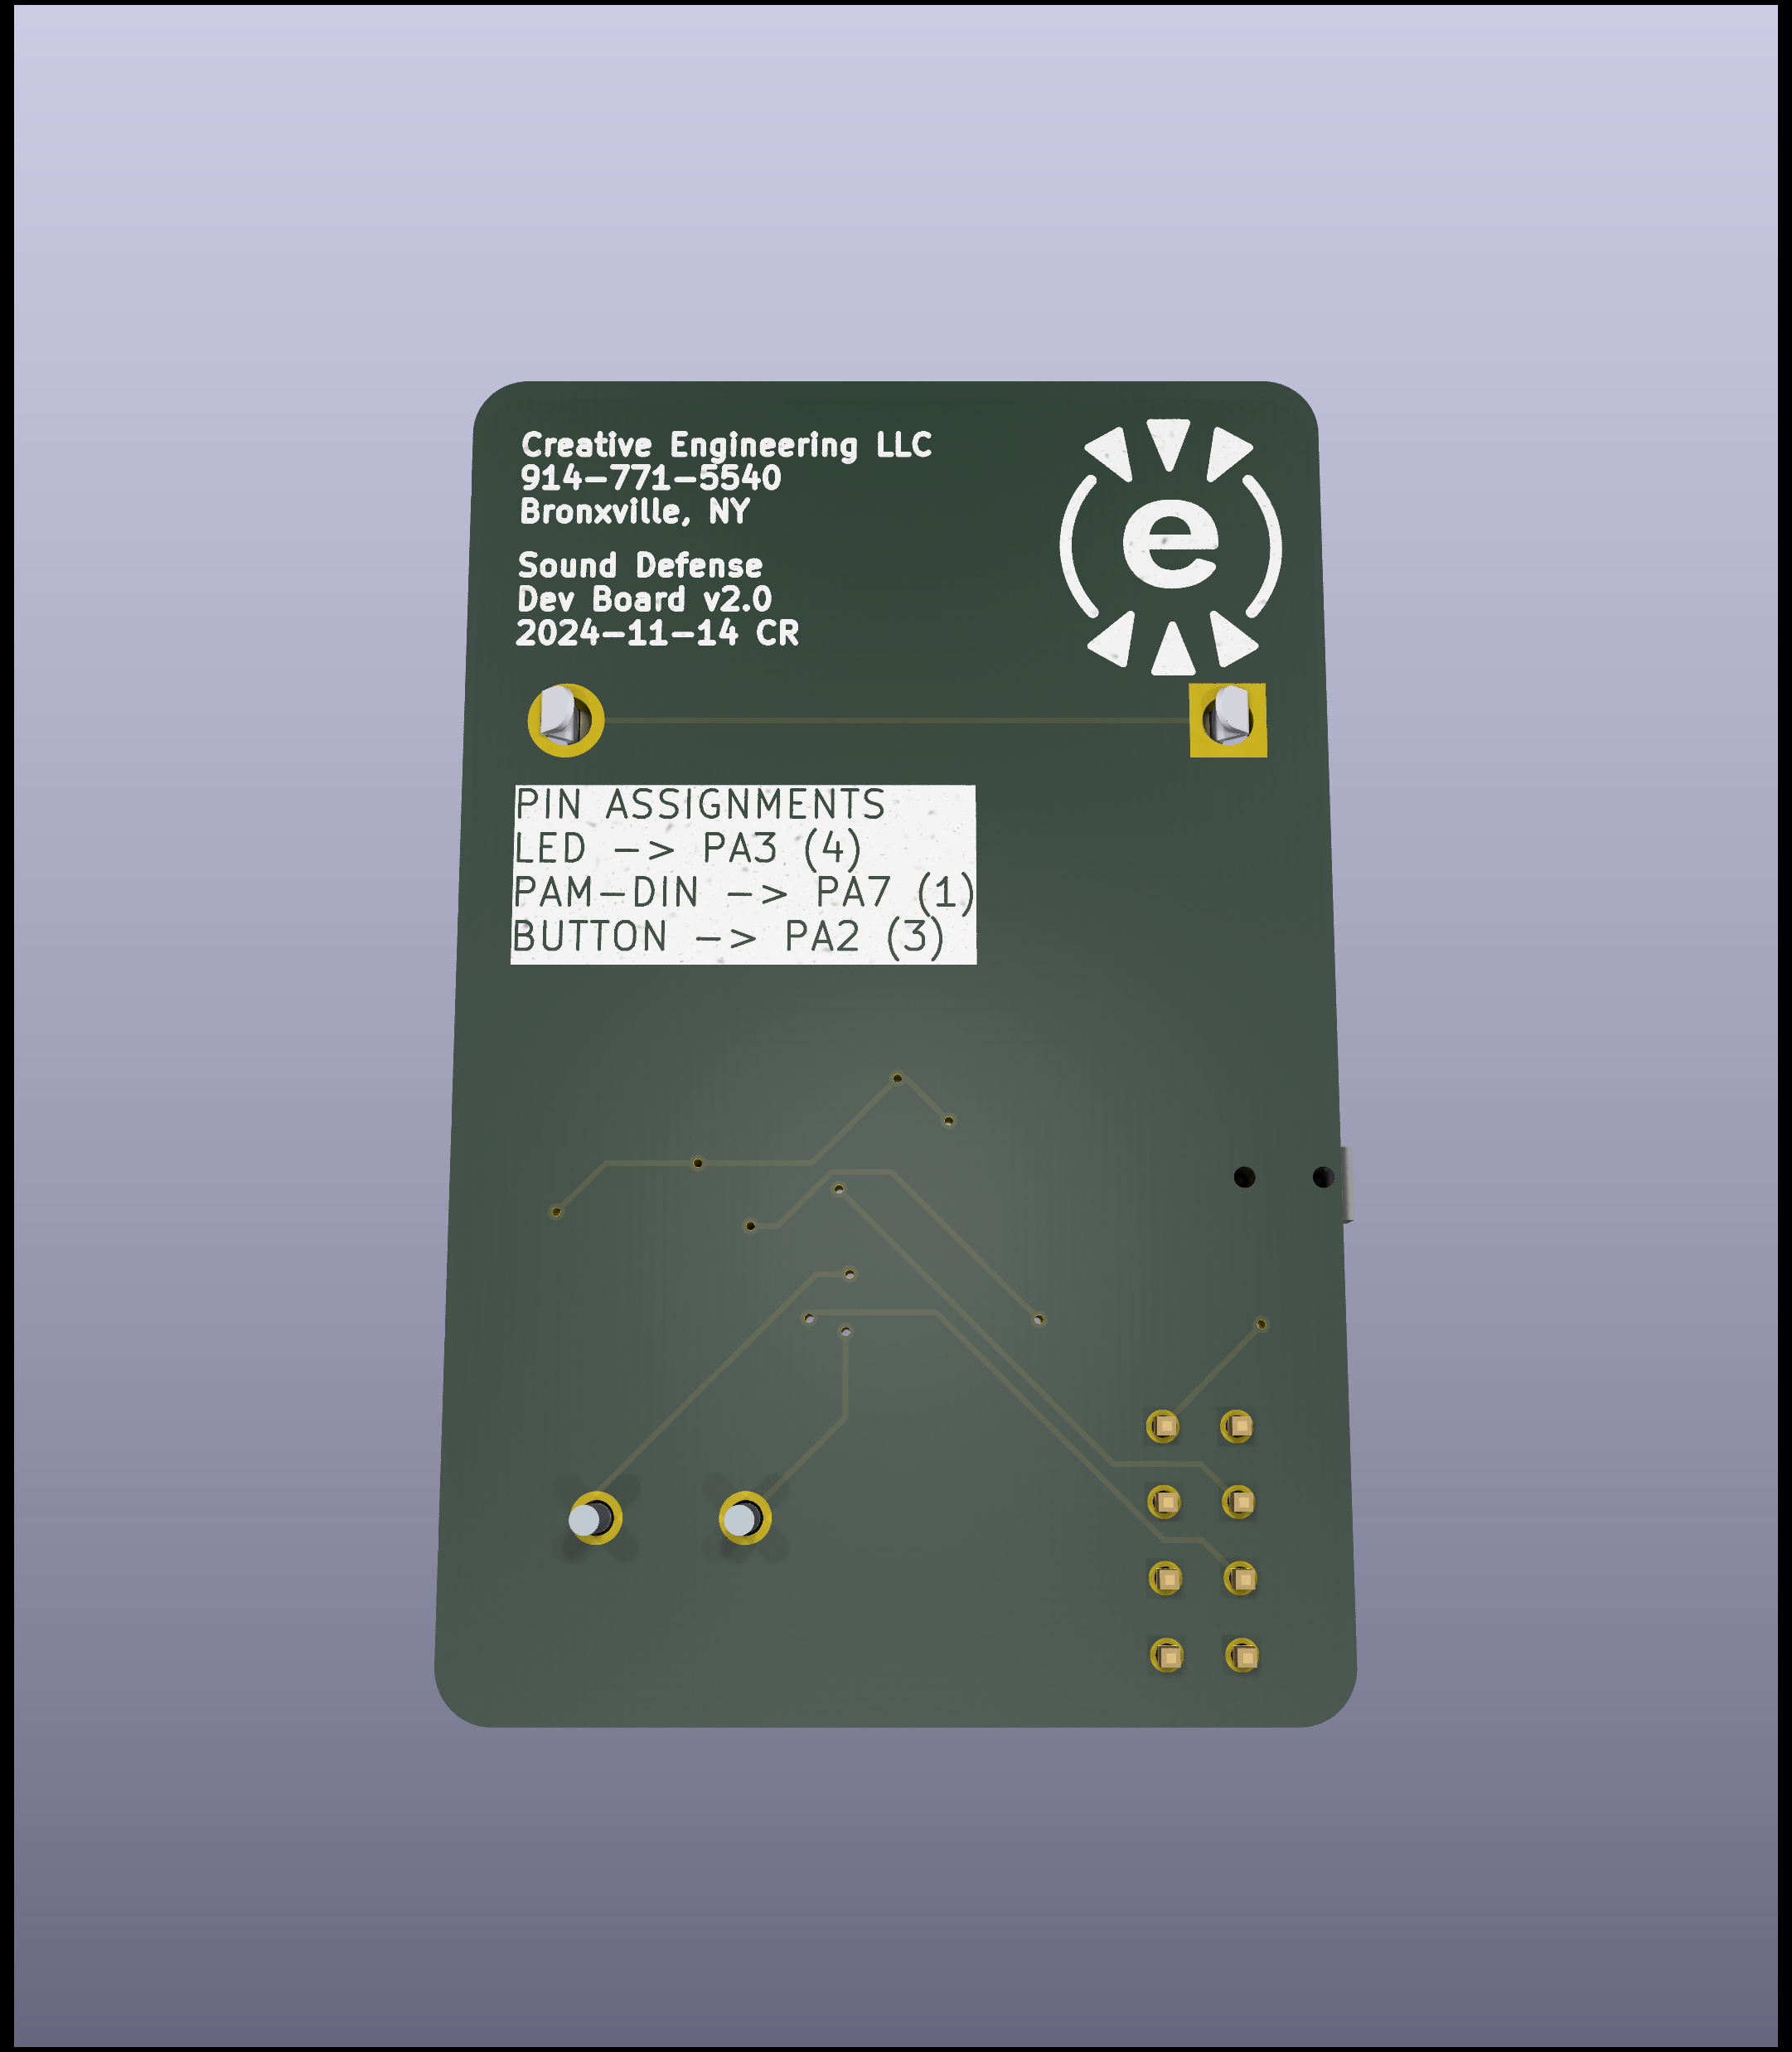 Creative Engineering LLC
914-771-5540
Bronxville, NY
Sound Defense
Dev Board v2.0
2024-11-14 CR
e
PIN ASSIGNMENTS
LED -> PA3 (4)
PAM-DIN -> PA7 (1)
BUTTON -> PA2 (3)